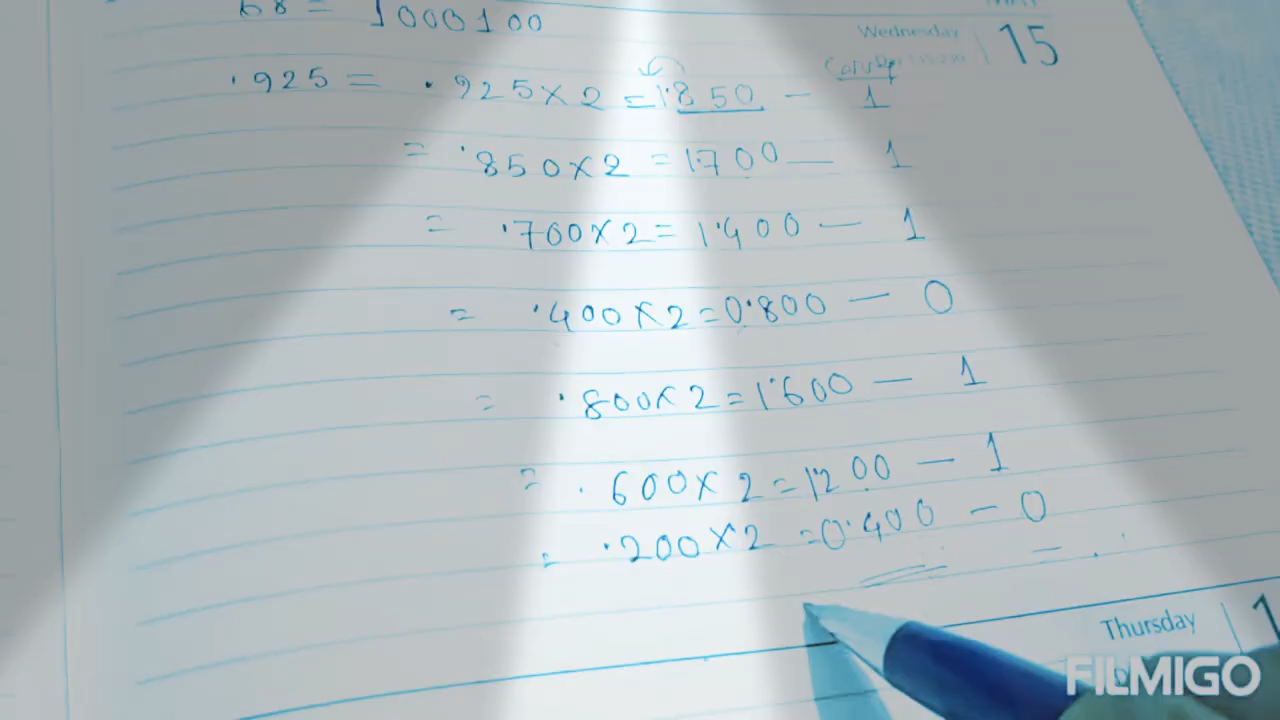 68 = 1000100
Wednesday 15
.925 = .925×2 = 1.850 — 1
= .850×2 = 1.700 — 1
= .700×2 = 1.400 — 1
= .400×2 = 0.800 — 0
= .800×2 = 1.600 — 1
= .600×2 = 1.200 — 1
= .200×2 = 0.400 — 0
Thursday 1
FILMIGO